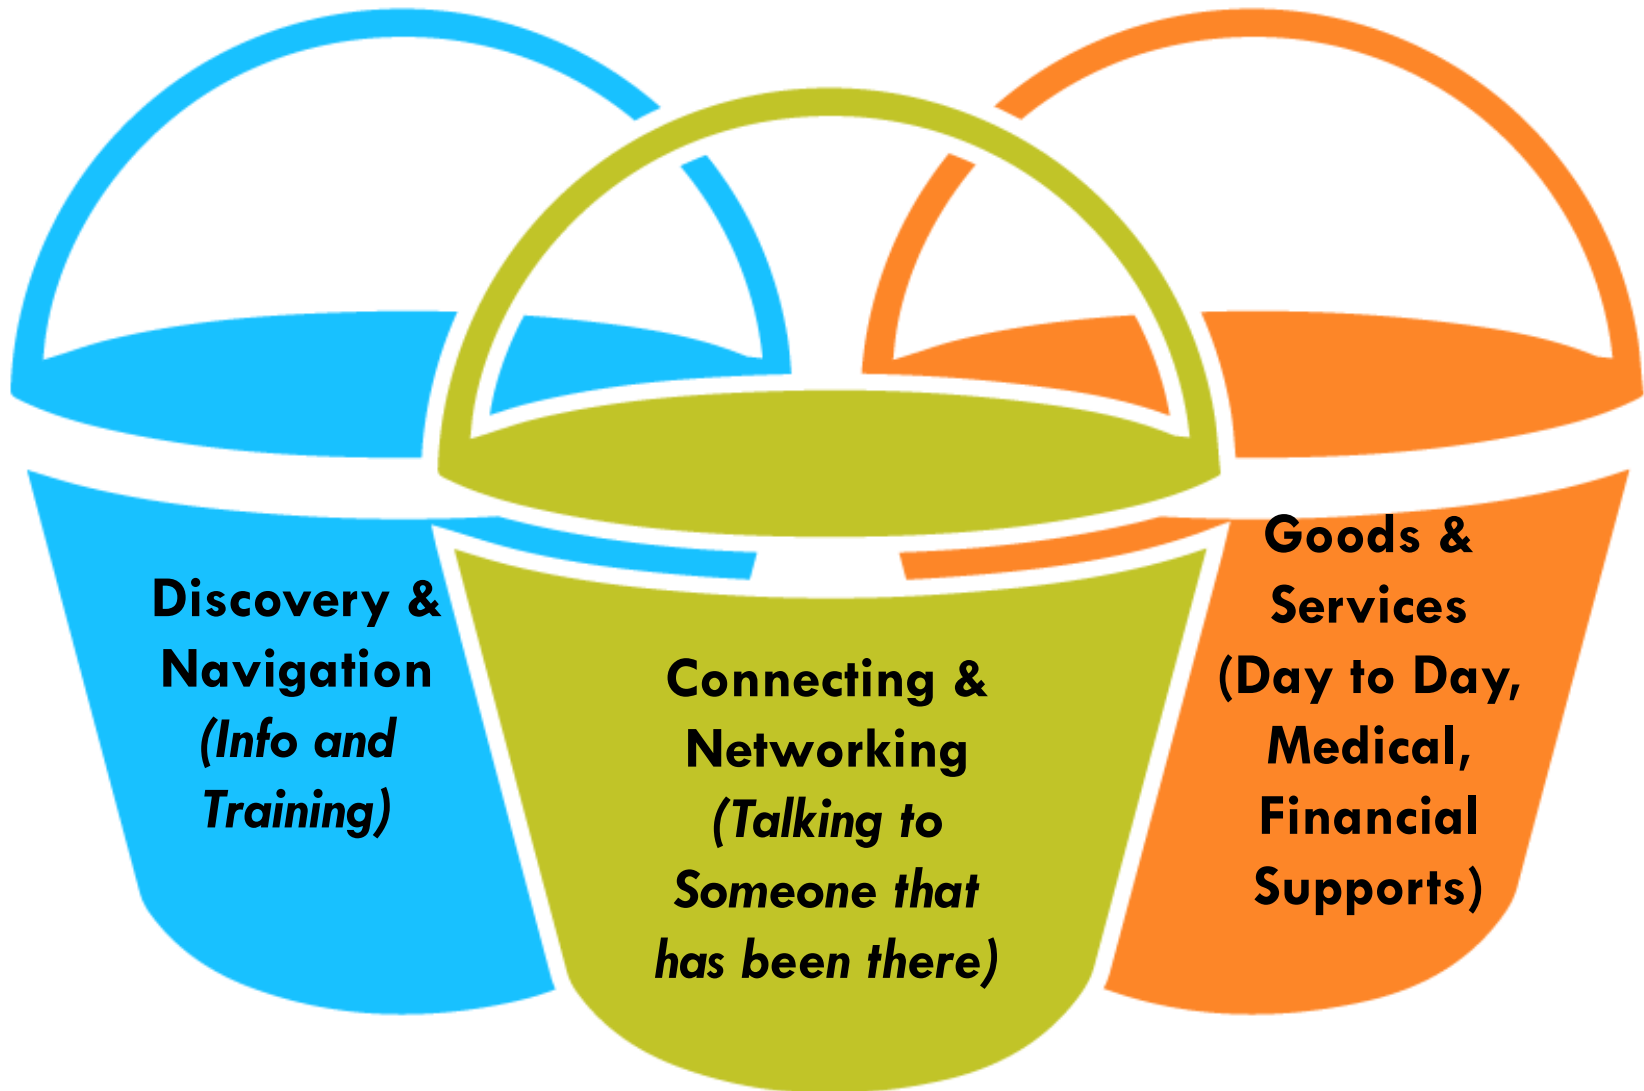 Discovery &
Navigation
(Info and
Training)
Connecting &
Networking
(Talking to
Someone that
has been there)
Goods &
Services
(Day to Day,
Medical,
Financial
Supports)